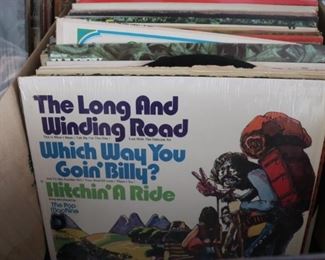 The Long And
Winding Road
Which Way You
Goin' Billy?
Hitchin' A Ride
The Pop
Machine